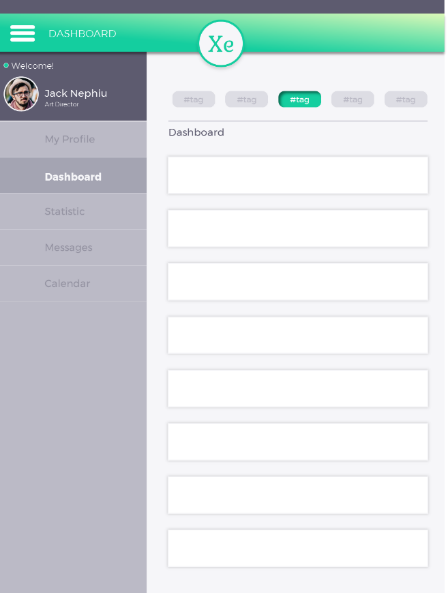 DASHBOARD
Xe
Welcome!
Jack Nephiu
Art Director
My Profile
Dashboard
Statistic
Messages
Calendar
#tag #tag #tag #tag #tag
Dashboard